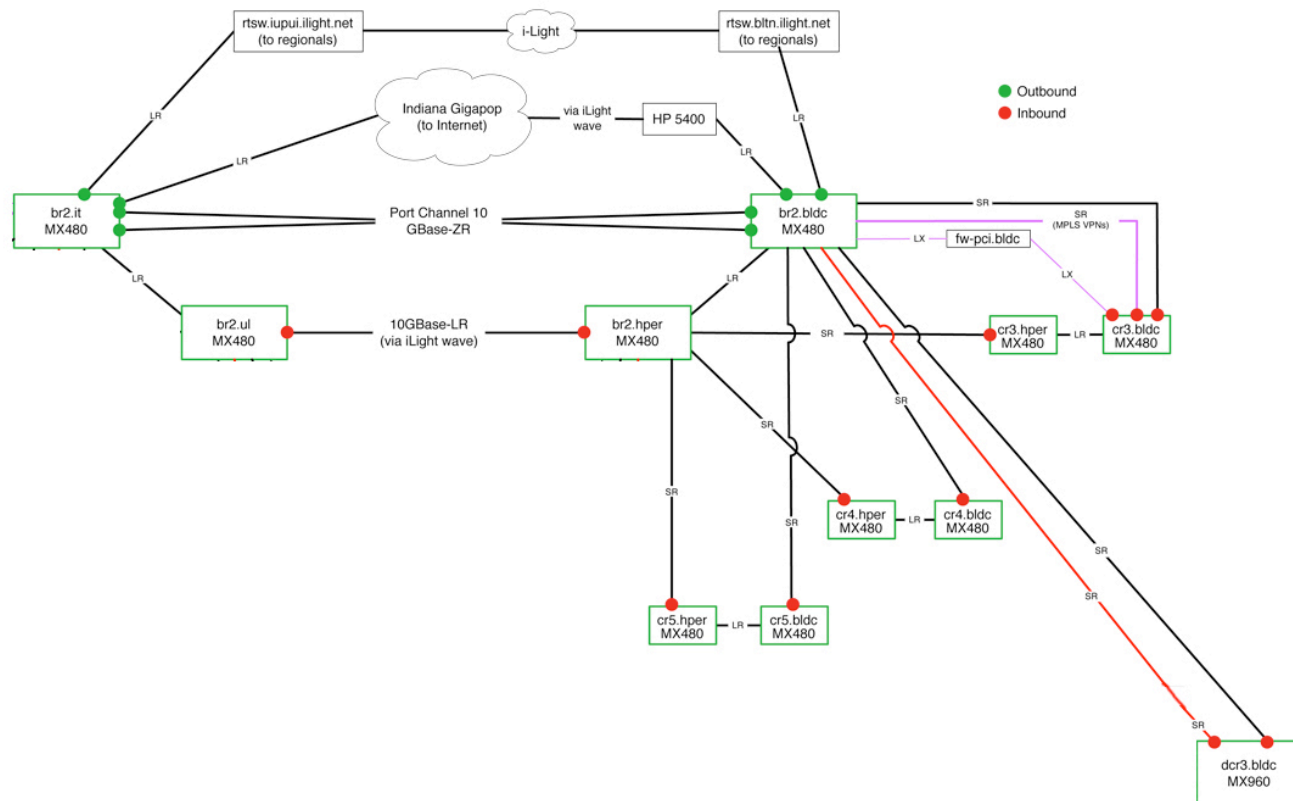 rtsw.iupui.ilight.net
(to regionals)
i-Light
rtsw.bltn.ilight.net
(to regionals)
Outbound
Inbound
Indiana Gigapop
(to Internet)
via iLight
wave
HP 5400
LR
LR
LR
LR
br2.it
MX480
Port Channel 10
GBase-ZR
br2.bldc
MX480
SR
SR
(MPLS VPNs)
LX
fw-pci.bldc
LX
LR
LR
br2.ul
MX480
10GBase-LR
(via iLight wave)
br2.hper
MX480
SR
cr3.hper
MX480
LR
cr3.bldc
MX480
SR
SR
SR
SR
cr4.hper
MX480
LR
cr4.bldc
MX480
SR
SR
SR
cr5.hper
MX480
LR
cr5.bldc
MX480
SR
dcr3.bldc
MX960